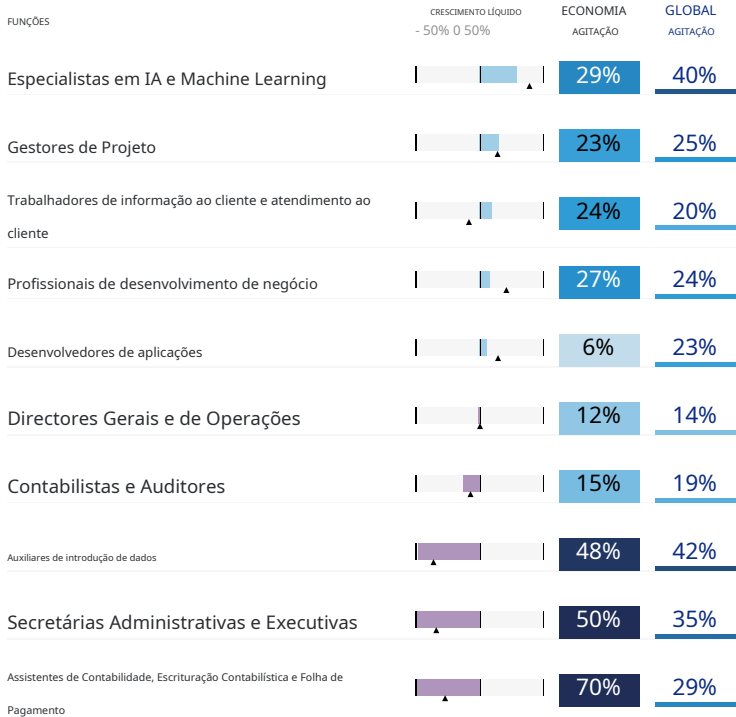 FUNÇÕES
CRESCIMENTO LÍQUIDO
- 50% 0 50%
ECONOMIA
AGITAÇÃO
GLOBAL
AGITAÇÃO
Especialistas em IA e Machine Learning
29%
40%
Gestores de Projeto
23%
25%
Trabalhadores de informação ao cliente e atendimento ao
cliente
24%
20%
Profissionais de desenvolvimento de negócio
27%
24%
Desenvolvedores de aplicações
6%
23%
Directores Gerais e de Operações
12%
14%
Contabilistas e Auditores
15%
19%
Auxiliares de introdução de dados
48%
42%
Secretárias Administrativas e Executivas
50%
35%
Assistentes de Contabilidade, Escrituração Contabilística e Folha de
Pagamento
70%
29%